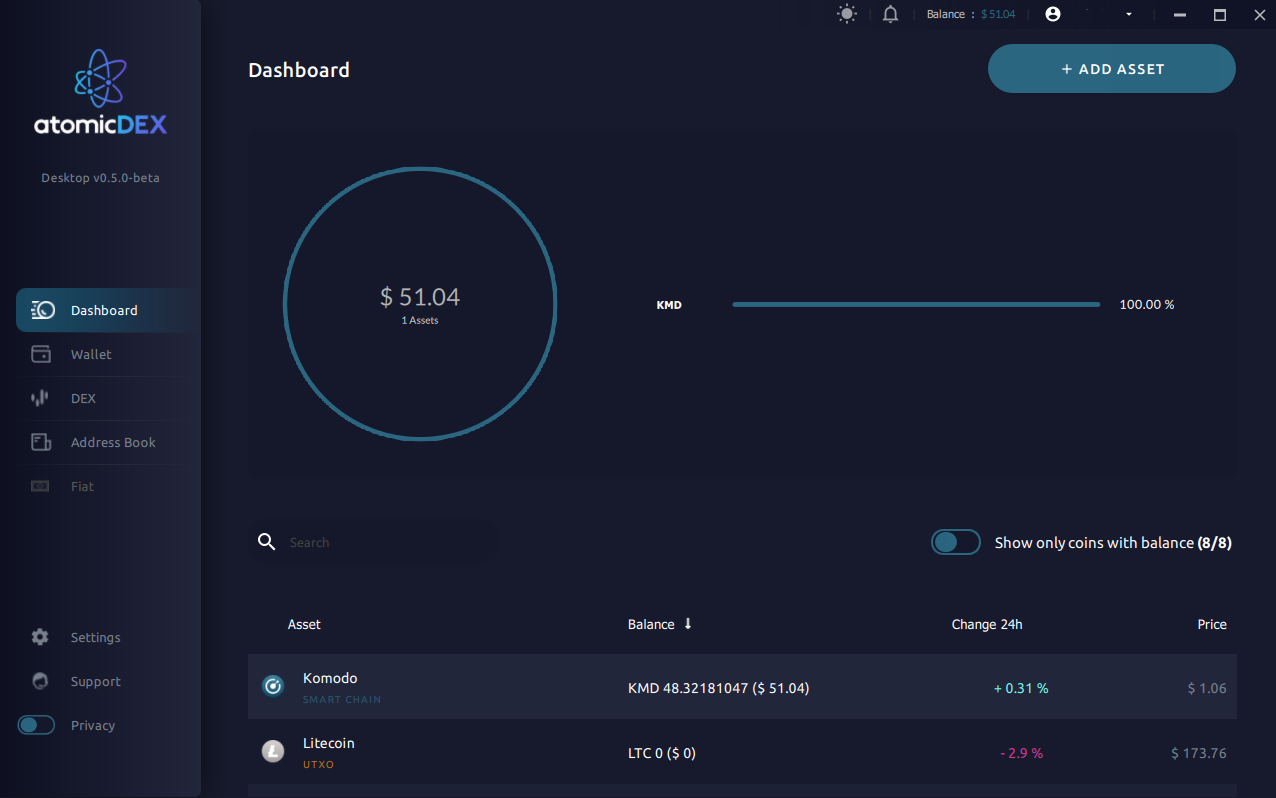 Balance : $ 51.04
atomicDEX
Desktop v0.5.0-beta
Dashboard
Wallet
DEX
Address Book
Fiat
Settings
Support
Privacy
Dashboard
+ ADD ASSET
$ 51.04
1 Assets
KMD 100.00 %
Search
Show only coins with balance (8/8)
Asset Balance Change 24h Price
Komodo
SMART CHAIN
KMD 48.32181047 ($ 51.04) + 0.31 % $ 1.06
Litecoin
UTXO
LTC 0 ($ 0) - 2.9 % $ 173.76